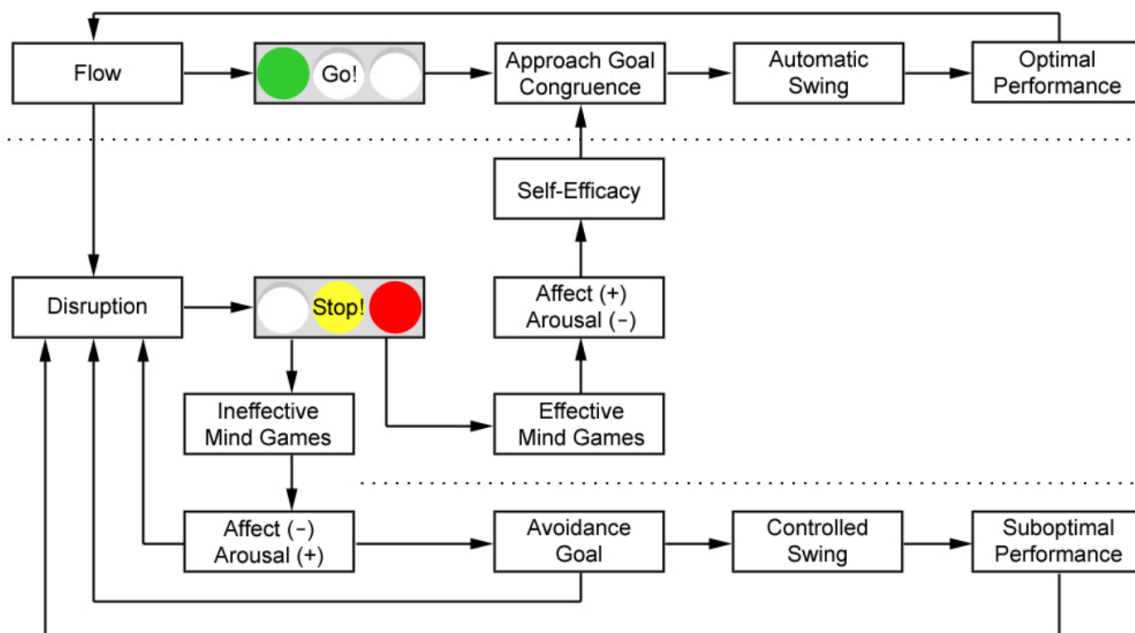 Flow
Go!
Approach Goal
Congruence
Automatic
Swing
Optimal
Performance
Self-Efficacy
Disruption
Stop!
Affect (+)
Arousal (−)
Ineffective
Mind Games
Effective
Mind Games
Affect (−)
Arousal (+)
Avoidance
Goal
Controlled
Swing
Suboptimal
Performance